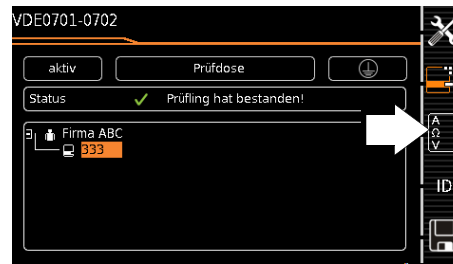 VDE0701-0702
aktiv
Prüfdose
Status
Prüfling hat bestanden!
Firma ABC
333
A
Ω
V
ID